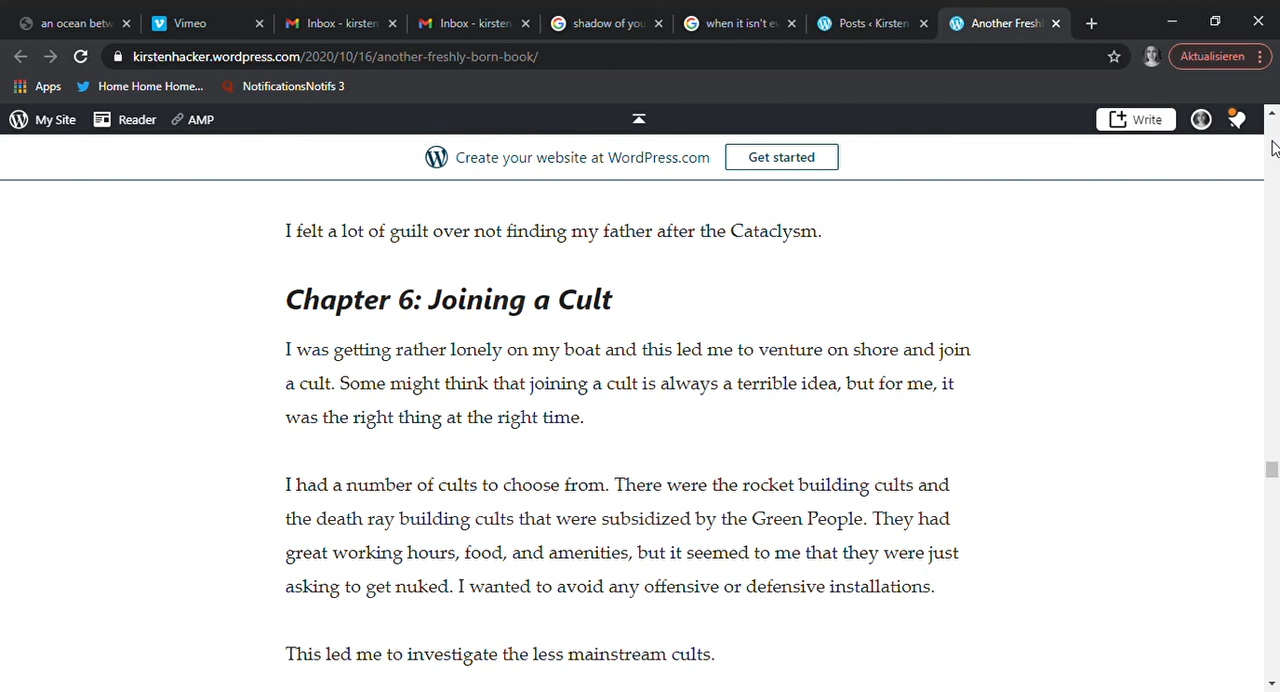 an ocean betw
Vimeo
Inbox - kirsten
Inbox - kirsten
shadow of you
when it isn't ev
Posts ‹ Kirsten
Another Fresh
kirstenhacker.wordpress.com/2020/10/16/another-freshly-born-book/
Aktualisieren
Apps
Home Home Home...
NotificationsNotifs 3
My Site
Reader
AMP
Write
Create your website at WordPress.com
Get started
I felt a lot of guilt over not finding my father after the Cataclysm.
Chapter 6: Joining a Cult
I was getting rather lonely on my boat and this led me to venture on shore and join
a cult. Some might think that joining a cult is always a terrible idea, but for me, it
was the right thing at the right time.
I had a number of cults to choose from. There were the rocket building cults and
the death ray building cults that were subsidized by the Green People. They had
great working hours, food, and amenities, but it seemed to me that they were just
asking to get nuked. I wanted to avoid any offensive or defensive installations.
This led me to investigate the less mainstream cults.